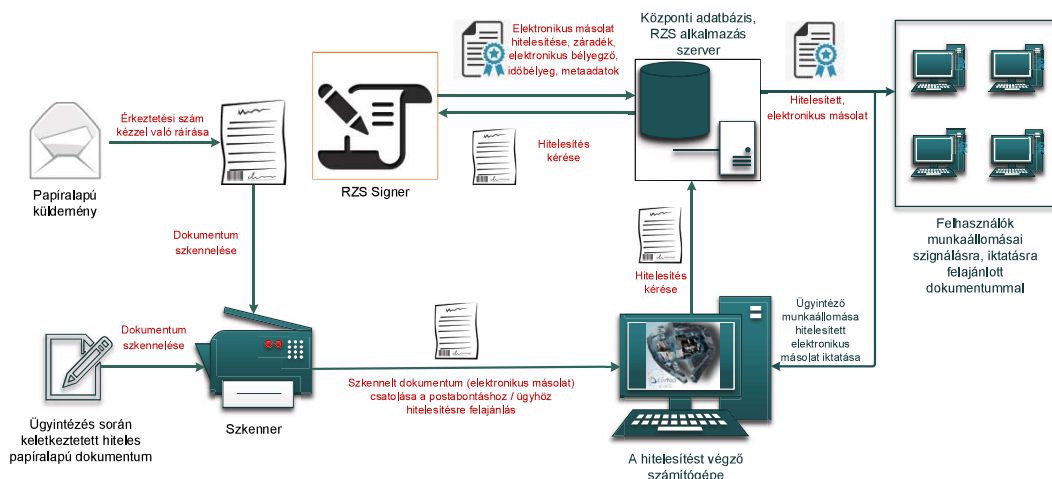 Központi adatbázis,
RZS alkalmazás
szerver
Elektronikus másolat
hitelesítése, záradék,
elektronikus bélyegző,
időbélyeg, metaadatok
Érkeztetési szám
kézzel való ráírása
Hitelesített,
elektronikus másolat
Hitelesítés
kérése
Papíralapú
küldemény
RZS Signer
Felhasználók
munkaállomásai
szignálásra, iktatásra
felajánlott
dokumentummal
Dokumentum
szkennelése
Hitelesítés
kérése
Ügyintéző
munkaállomása
hitelesített
elektronikus
másolat iktatása
Dokumentum
szkennelése
Szkennelt dokumentum (elektronikus másolat)
csatolása a postabontáshoz / ügyhöz
hitelesítésre felajánlás
Szkenner
Ügyintézés során
keletkeztetett hiteles
papíralapú dokumentum
A hitelesítést végző
számítógépe